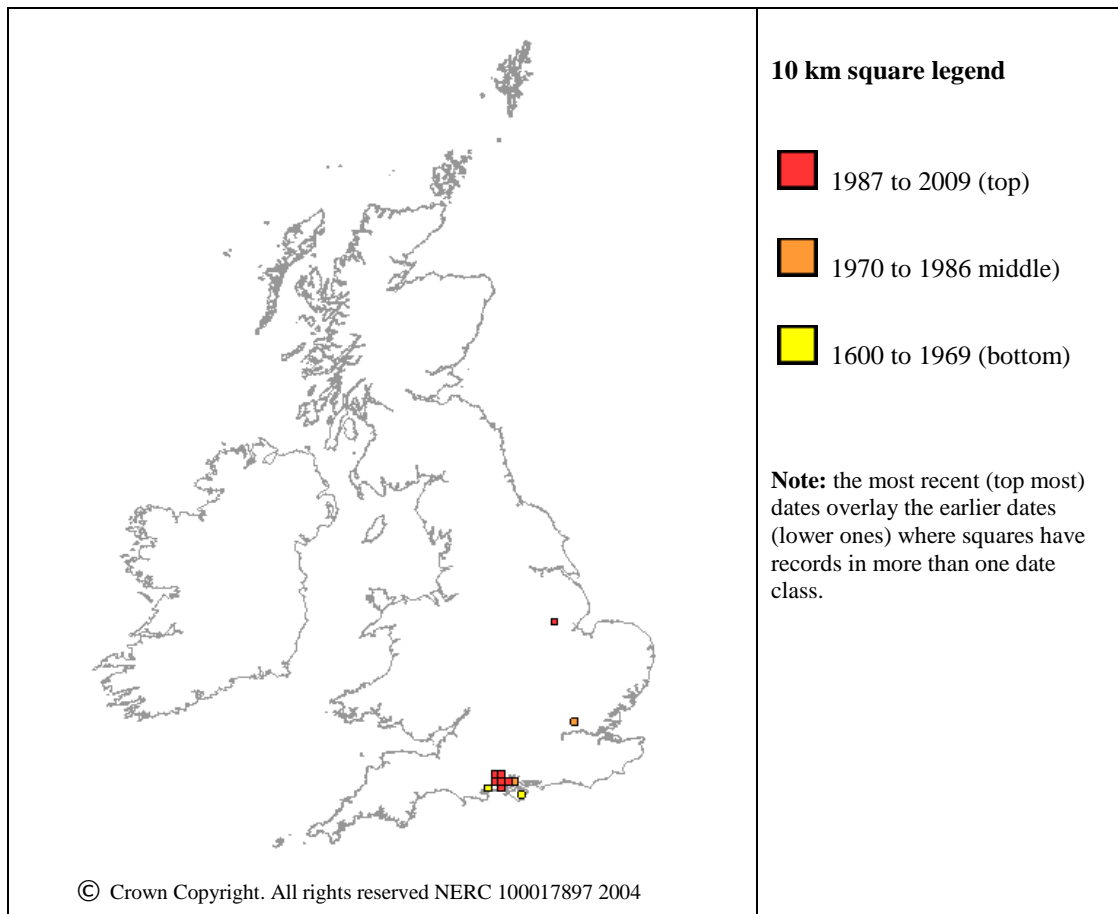 10 km square legend
1987 to 2009 (top)
1970 to 1986 middle)
1600 to 1969 (bottom)
Note: the most recent (top most)
dates overlay the earlier dates
(lower ones) where squares have
records in more than one date
class.
© Crown Copyright. All rights reserved NERC 100017897 2004